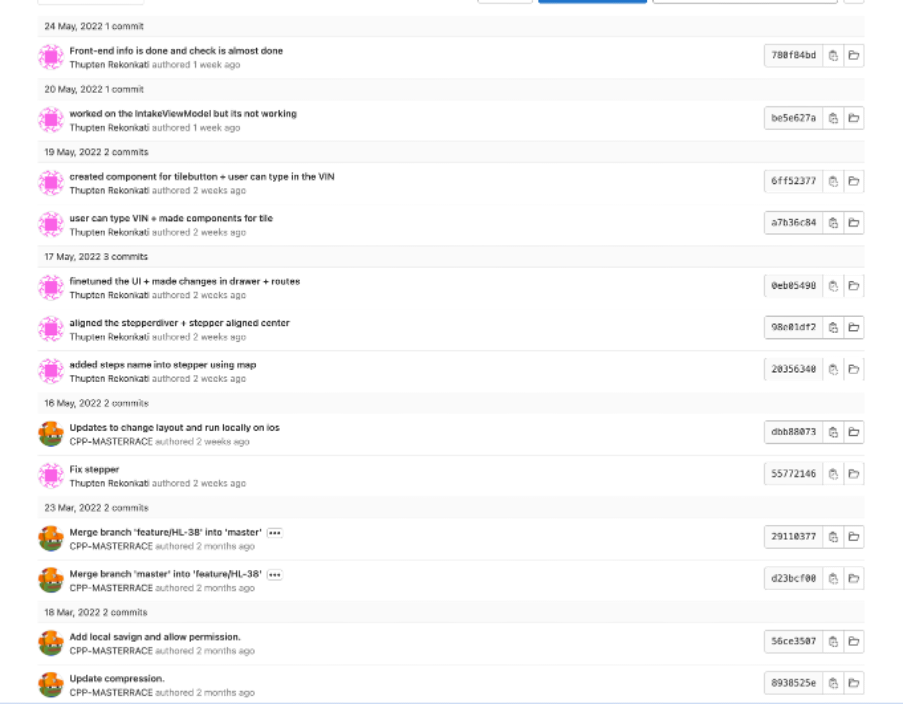 24 May, 2022 1 commit
Front-end info is done and check is almost done
Thupten Rekonkati authored 1 week ago
780f84bd
20 May, 2022 1 commit
worked on the IntakeViewModel but its not working
Thupten Rekonkati authored 1 week ago
be5e627a
19 May, 2022 2 commits
created component for tilebutton + user can type in the VIN
Thupten Rekonkati authored 2 weeks ago
6ff52377
user can type VIN + made components for tile
Thupten Rekonkati authored 2 weeks ago
a7b36c84
17 May, 2022 3 commits
finetuned the UI + made changes in drawer + routes
Thupten Rekonkati authored 2 weeks ago
0eb05498
aligned the stepperdiver + stepper aligned center
Thupten Rekonkati authored 2 weeks ago
98e01df2
added steps name into stepper using map
Thupten Rekonkati authored 2 weeks ago
20356340
16 May, 2022 2 commits
Updates to change layout and run locally on ios
CPP-MASTERRACE authored 2 weeks ago
dbb88073
Fix stepper
Thupten Rekonkati authored 2 weeks ago
55772146
23 Mar, 2022 2 commits
Merge branch 'feature/HL-38' into 'master'
CPP-MASTERRACE authored 2 months ago
29110377
Merge branch 'master' into 'feature/HL-38'
CPP-MASTERRACE authored 2 months ago
d23bcf00
18 Mar, 2022 2 commits
Add local savign and allow permission.
CPP-MASTERRACE authored 2 months ago
56ce3507
Update compression.
CPP-MASTERRACE authored 2 months ago
8938525e